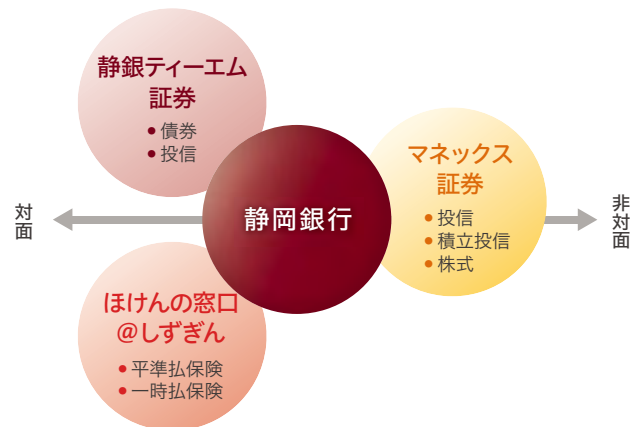 静銀ティーエム
証券
● 債券
● 投信
対面
静岡銀行
マネックス
証券
● 投信
● 積立投信
● 株式
非対面
ほけんの窓口
@しずぎん
● 平準払保険
● 一時払保険